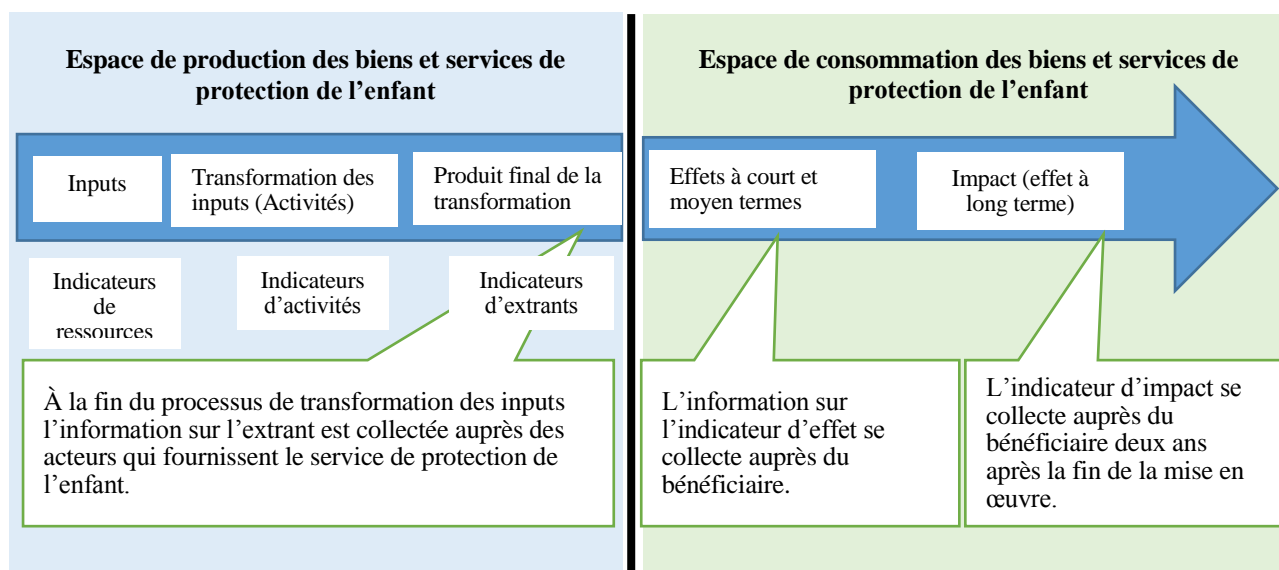 Espace de production des biens et services de
protection de l'enfant
Inputs
Transformation des
inputs (Activités)
Produit final de la
transformation
Indicateurs
de
ressources
Indicateurs
d'activités
Indicateurs
d'extrants
À la fin du processus de transformation des inputs
l'information sur l'extrant est collectée auprès des
acteurs qui fournissent le service de protection de
l'enfant.
Espace de consommation des biens et services de
protection de l'enfant
Effets à court et
moyen termes
Impact (effet à
long terme)
L'information sur
l'indicateur d'effet se
collecte auprès du
bénéficiaire.
L'indicateur d'impact se
collecte auprès du
bénéficiaire deux ans
après la fin de la mise en
œuvre.